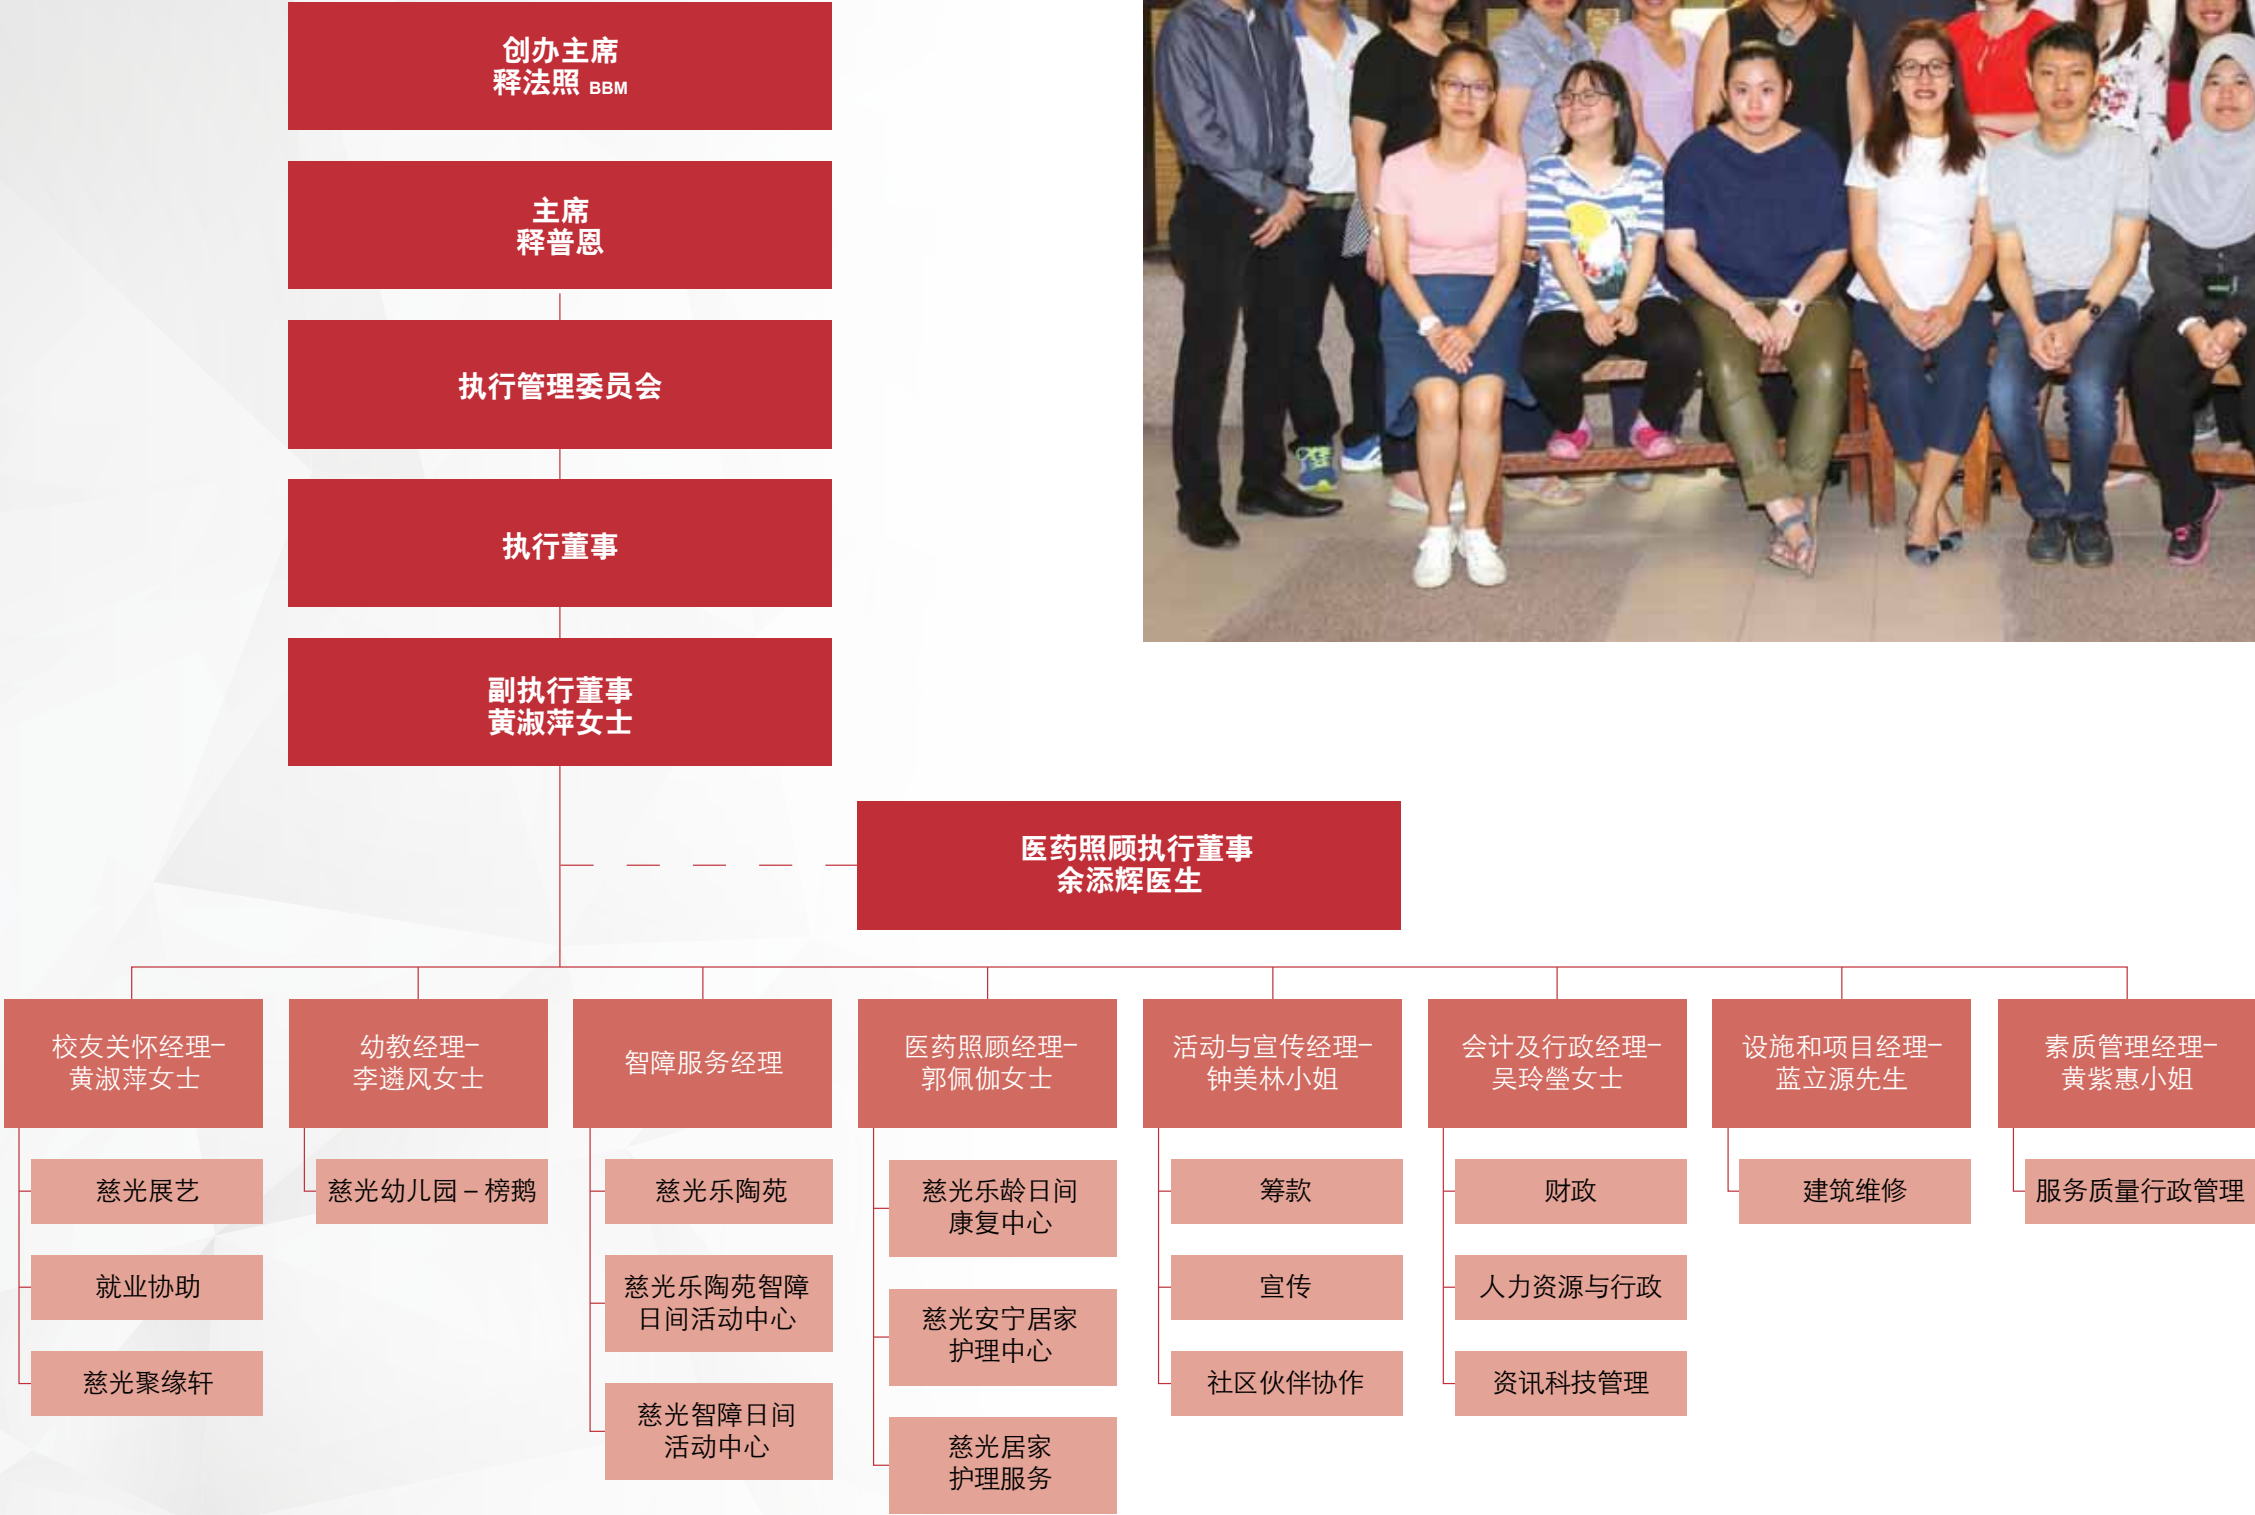 创办主席
释法照 BBM
主席
释普恩
执行管理委员会
执行董事
副执行董事
黄淑萍女士
医药照顾执行董事
余添辉医生
校友关怀经理–
黄淑萍女士
慈光展艺
就业协助
慈光聚缘轩
幼教经理–
李遴风女士
慈光幼儿园 – 榜鹅
智障服务经理
慈光乐陶苑
慈光乐陶苑智障
日间活动中心
慈光智障日间
活动中心
医药照顾经理–
郭佩伽女士
慈光乐龄日间
康复中心
慈光安宁居家
护理中心
慈光居家
护理服务
活动与宣传经理–
钟美林小姐
筹款
宣传
社区伙伴协作
会计及行政经理–
吴玲瑩女士
财政
人力资源与行政
资讯科技管理
设施和项目经理–
蓝立源先生
建筑维修
素质管理经理–
黄紫惠小姐
服务质量行政管理